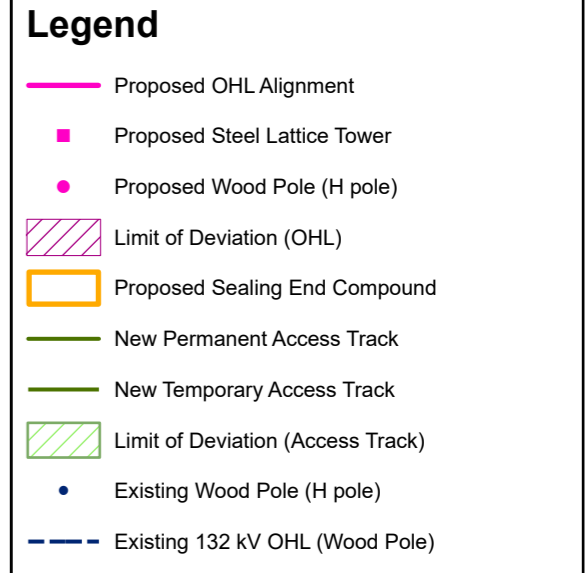 Legend
Proposed OHL Alignment
Proposed Steel Lattice Tower
Proposed Wood Pole (H pole)
Limit of Deviation (OHL)
Proposed Sealing End Compound
New Permanent Access Track
New Temporary Access Track
Limit of Deviation (Access Track)
Existing Wood Pole (H pole)
Existing 132 kV OHL (Wood Pole)